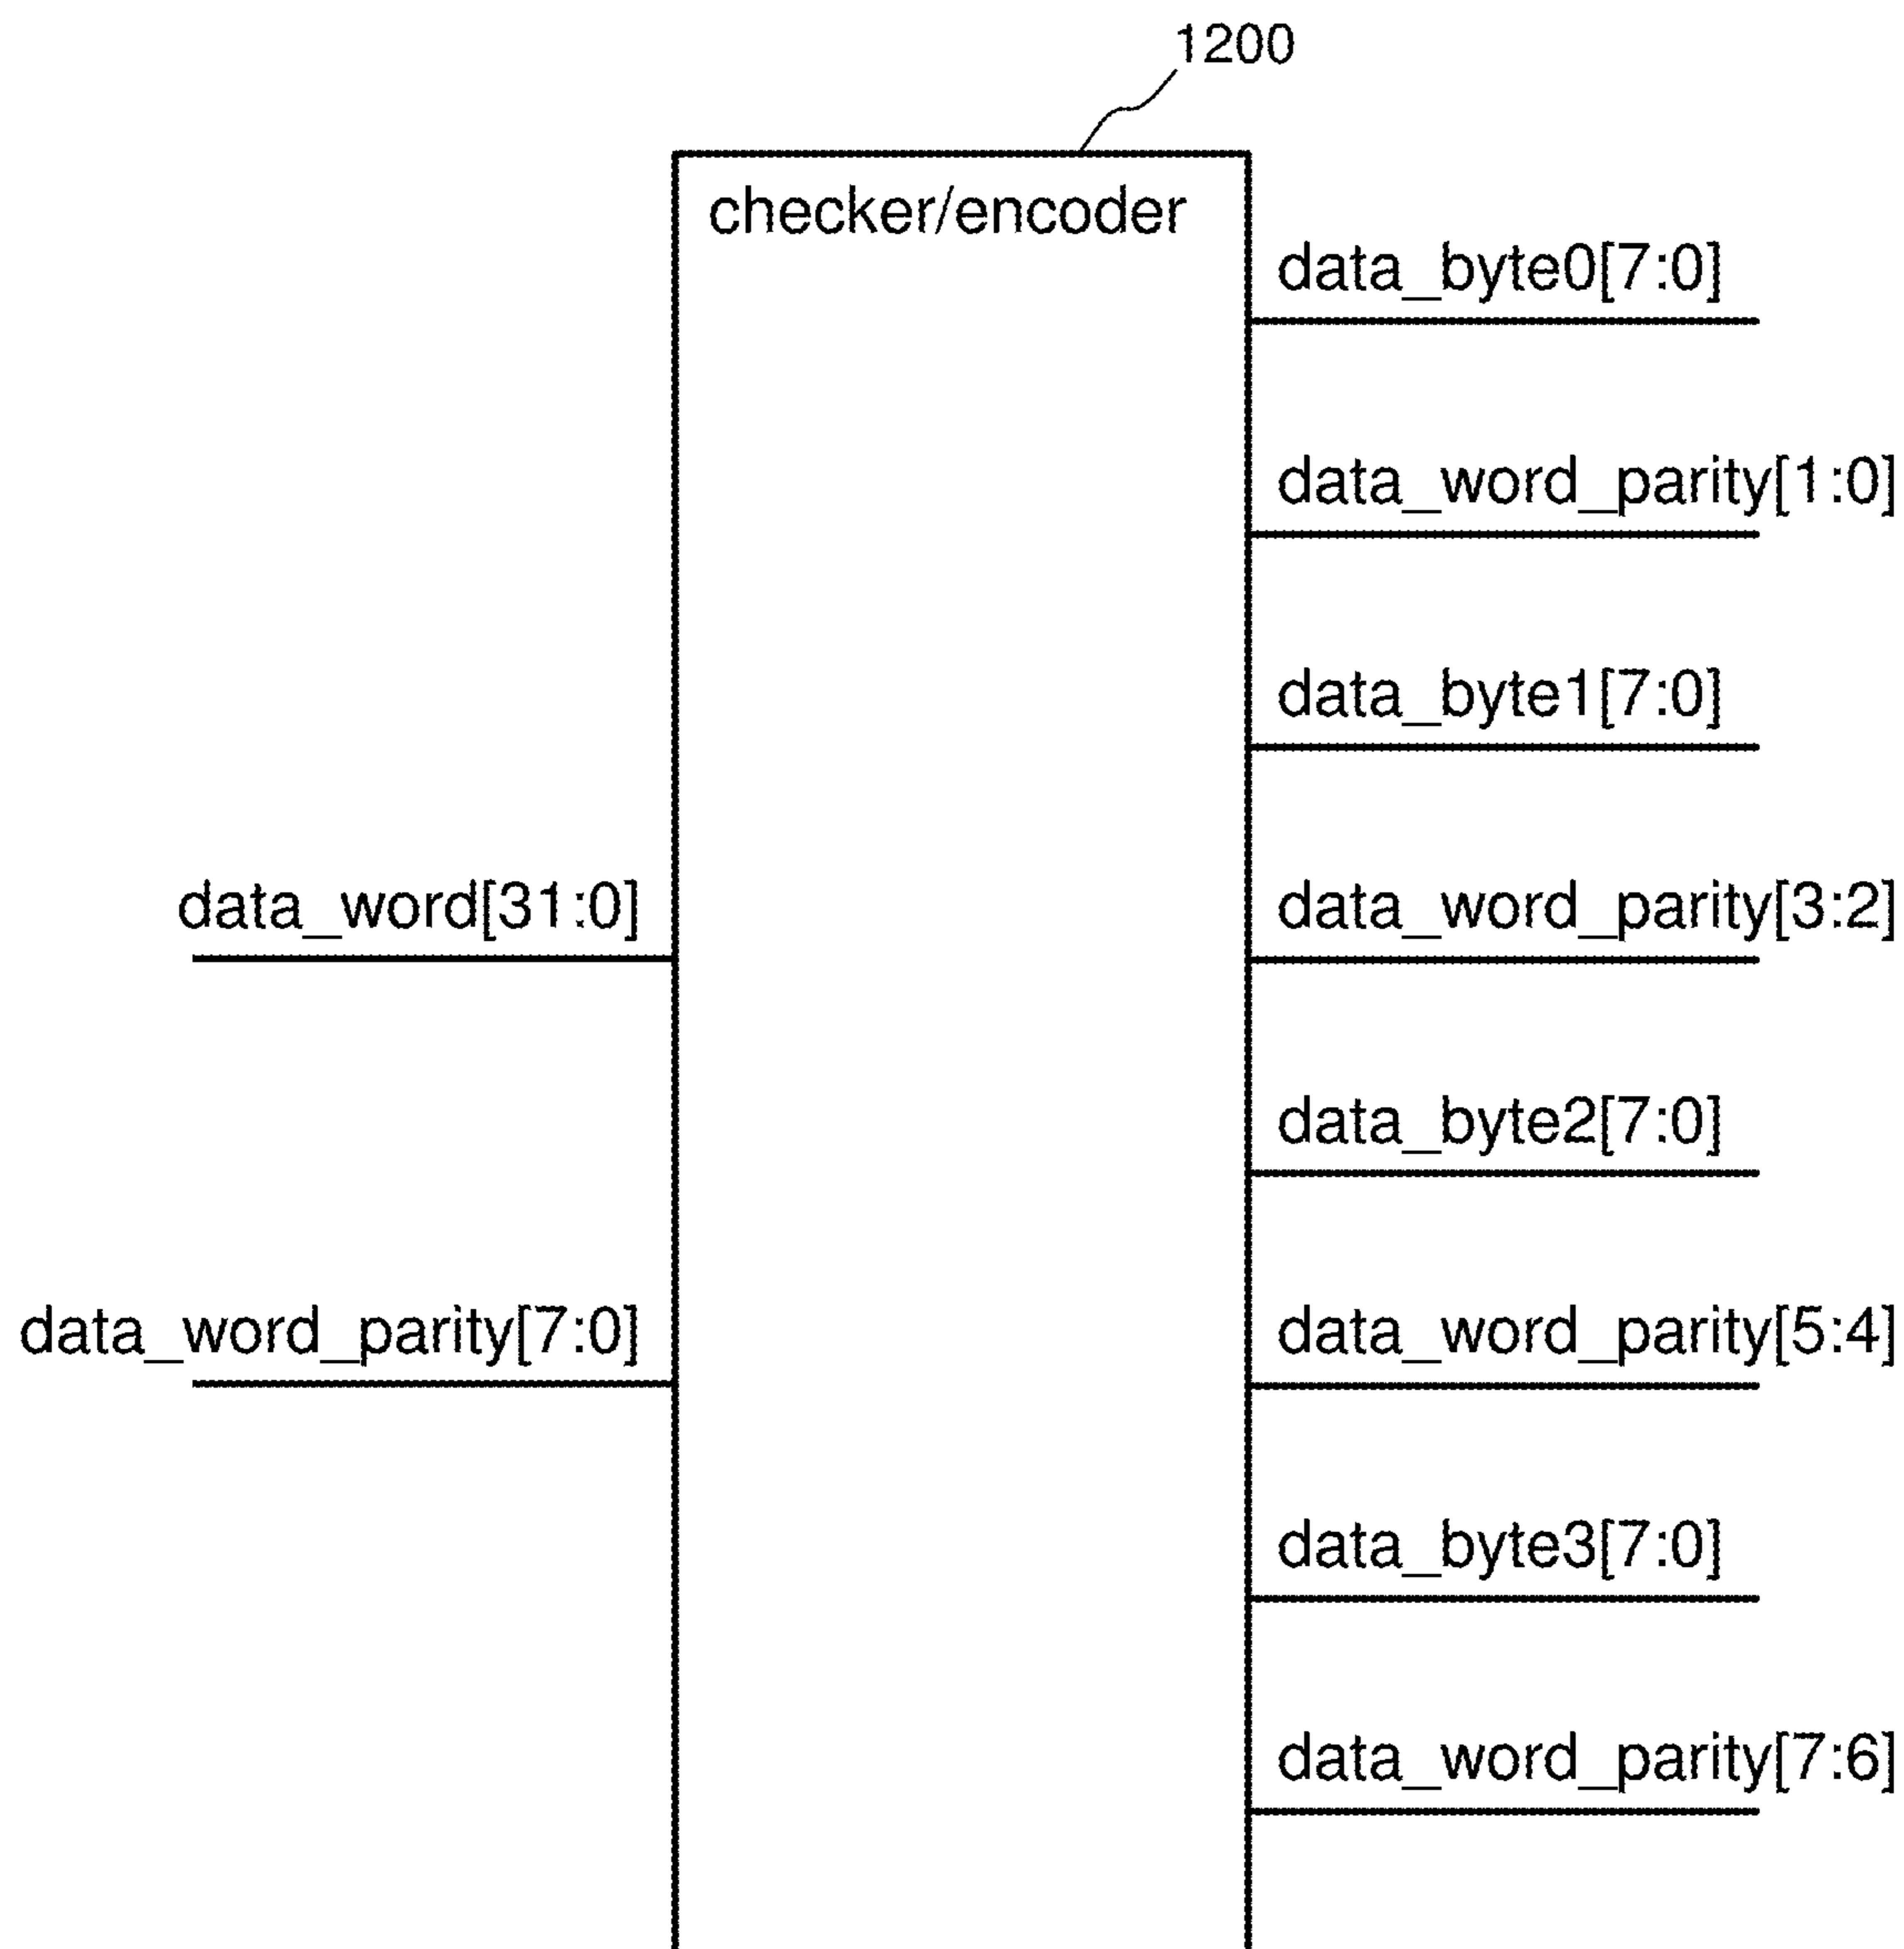 1200
checker/encoder
data_byte0[7:0]
data_word_parity[1:0]
data_byte1[7:0]
data_word[31:0]
data_word_parity[3:2]
data_byte2[7:0]
data_word_parity[7:0]
data_word_parity[5:4]
data_byte3[7:0]
data_word_parity[7:6]